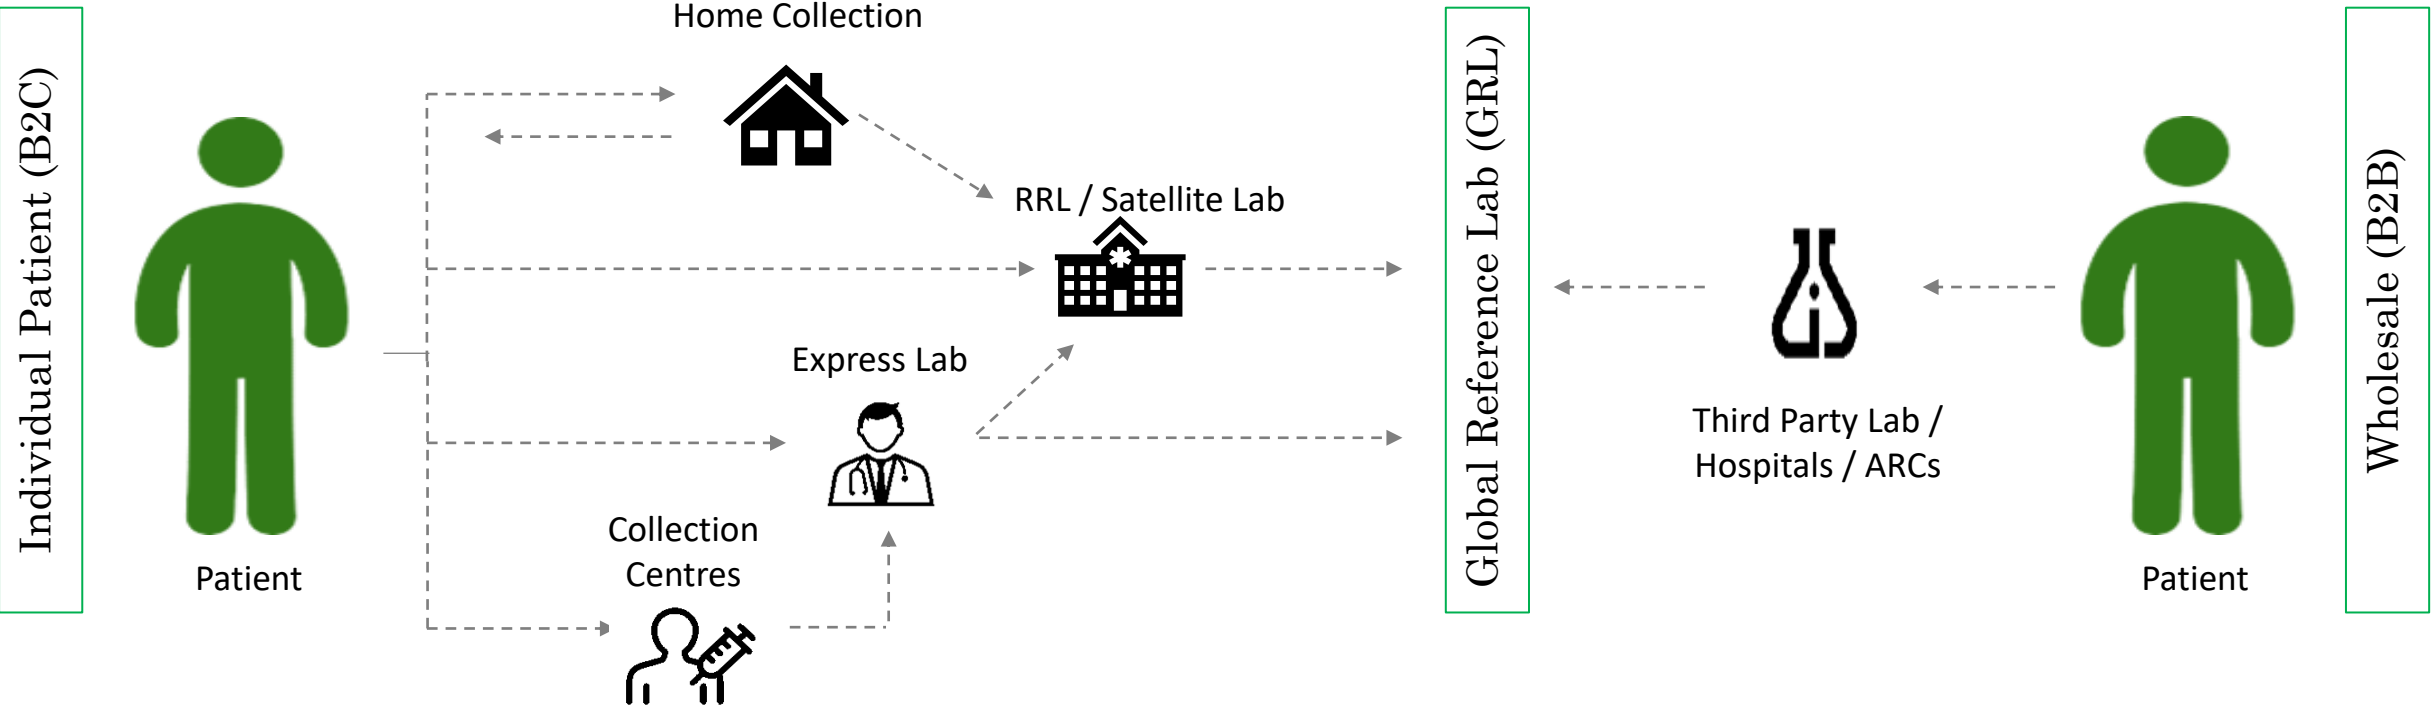 Individual Patient (B2C)
Patient
Home Collection
RRL / Satellite Lab
Express Lab
Collection
Centres
Global Reference Lab (GRL)
Third Party Lab /
Hospitals / ARCs
Patient
Wholesale (B2B)